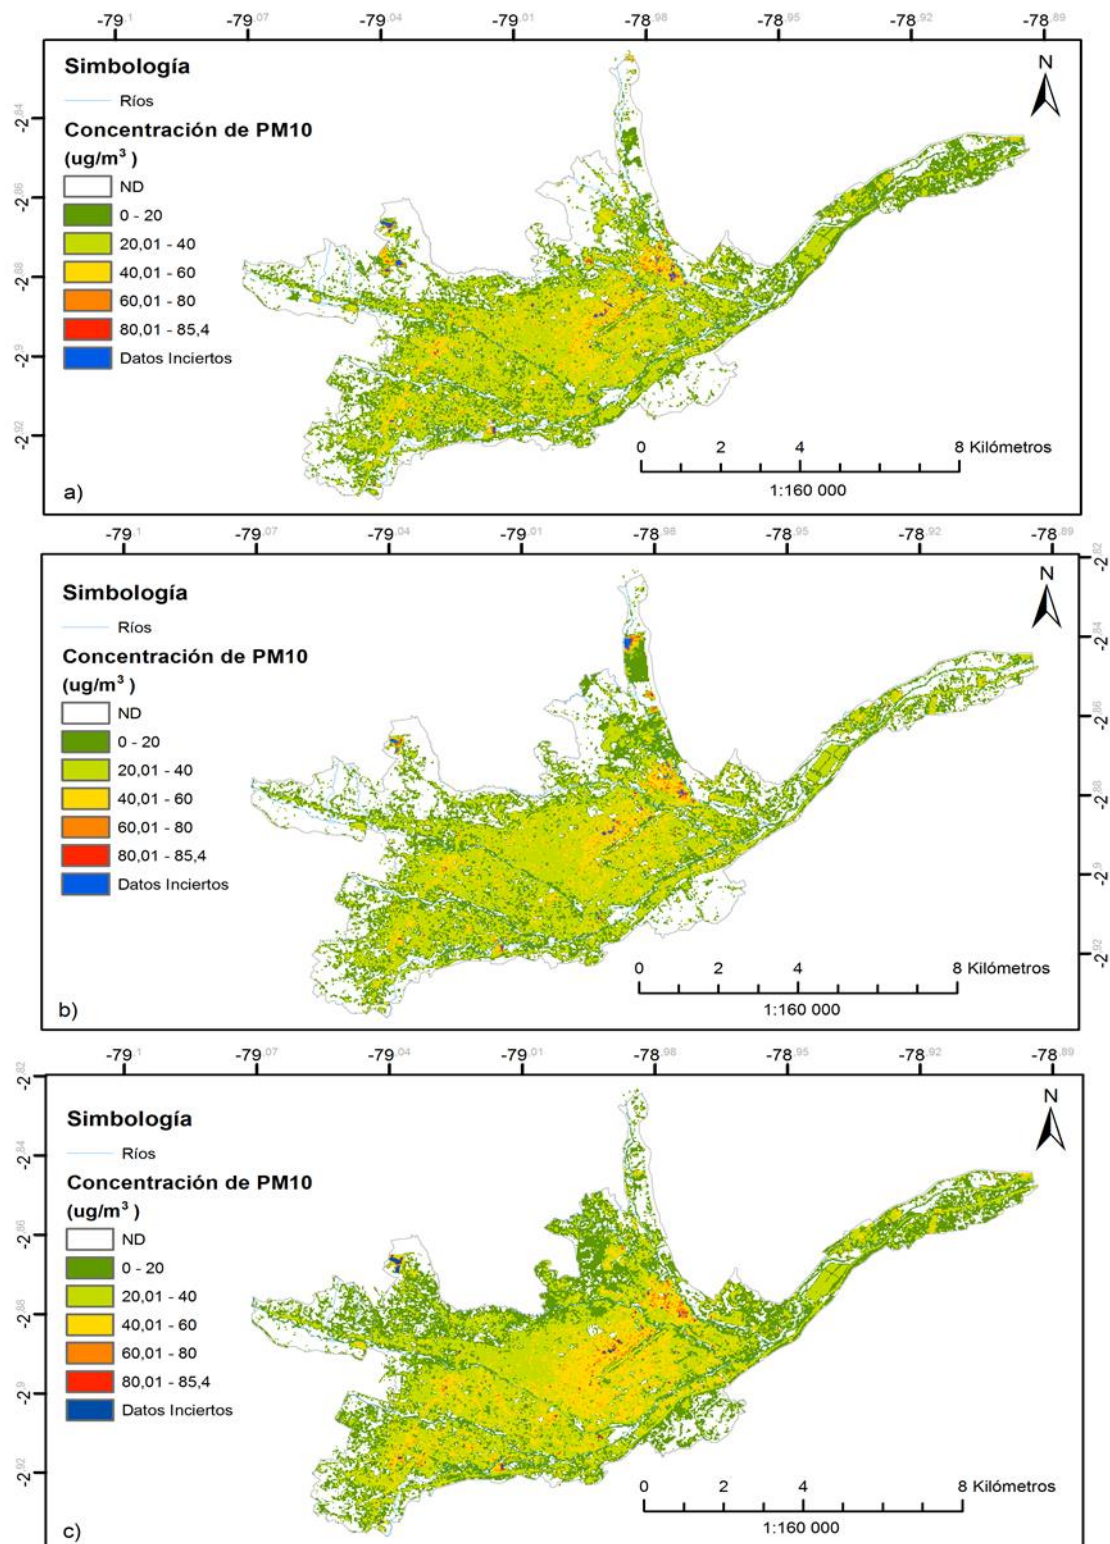 -79.1 -79.07 -79.04 -79.01 -78.98 -78.95 -78.92 -78.89
Simbología
Ríos
Concentración de PM10
(ug/m³ )
ND
0 - 20
20,01 - 40
40,01 - 60
60,01 - 80
80,01 - 85,4
Datos Inciertos
N
-2.84
-2.86
-2.88
-2.9
-2.92
0 2 4 8 Kilómetros
1:160 000
a)
-79.1 -79.07 -79.04 -79.01 -78.98 -78.95 -78.92 -78.89
Simbología
Ríos
Concentración de PM10
(ug/m³ )
ND
0 - 20
20,01 - 40
40,01 - 60
60,01 - 80
80,01 - 85,4
Datos Inciertos
N
-2.82
-2.84
-2.86
-2.88
-2.9
-2.92
0 2 4 8 Kilómetros
1:160 000
b)
-79.1 -79.07 -79.04 -79.01 -78.98 -78.95 -78.92 -78.89
Simbología
Ríos
Concentración de PM10
(ug/m³ )
ND
0 - 20
20,01 - 40
40,01 - 60
60,01 - 80
80,01 - 85,4
Datos Inciertos
N
-2.82
-2.84
-2.86
-2.88
-2.9
-2.92
0 2 4 8 Kilómetros
1:160 000
c)